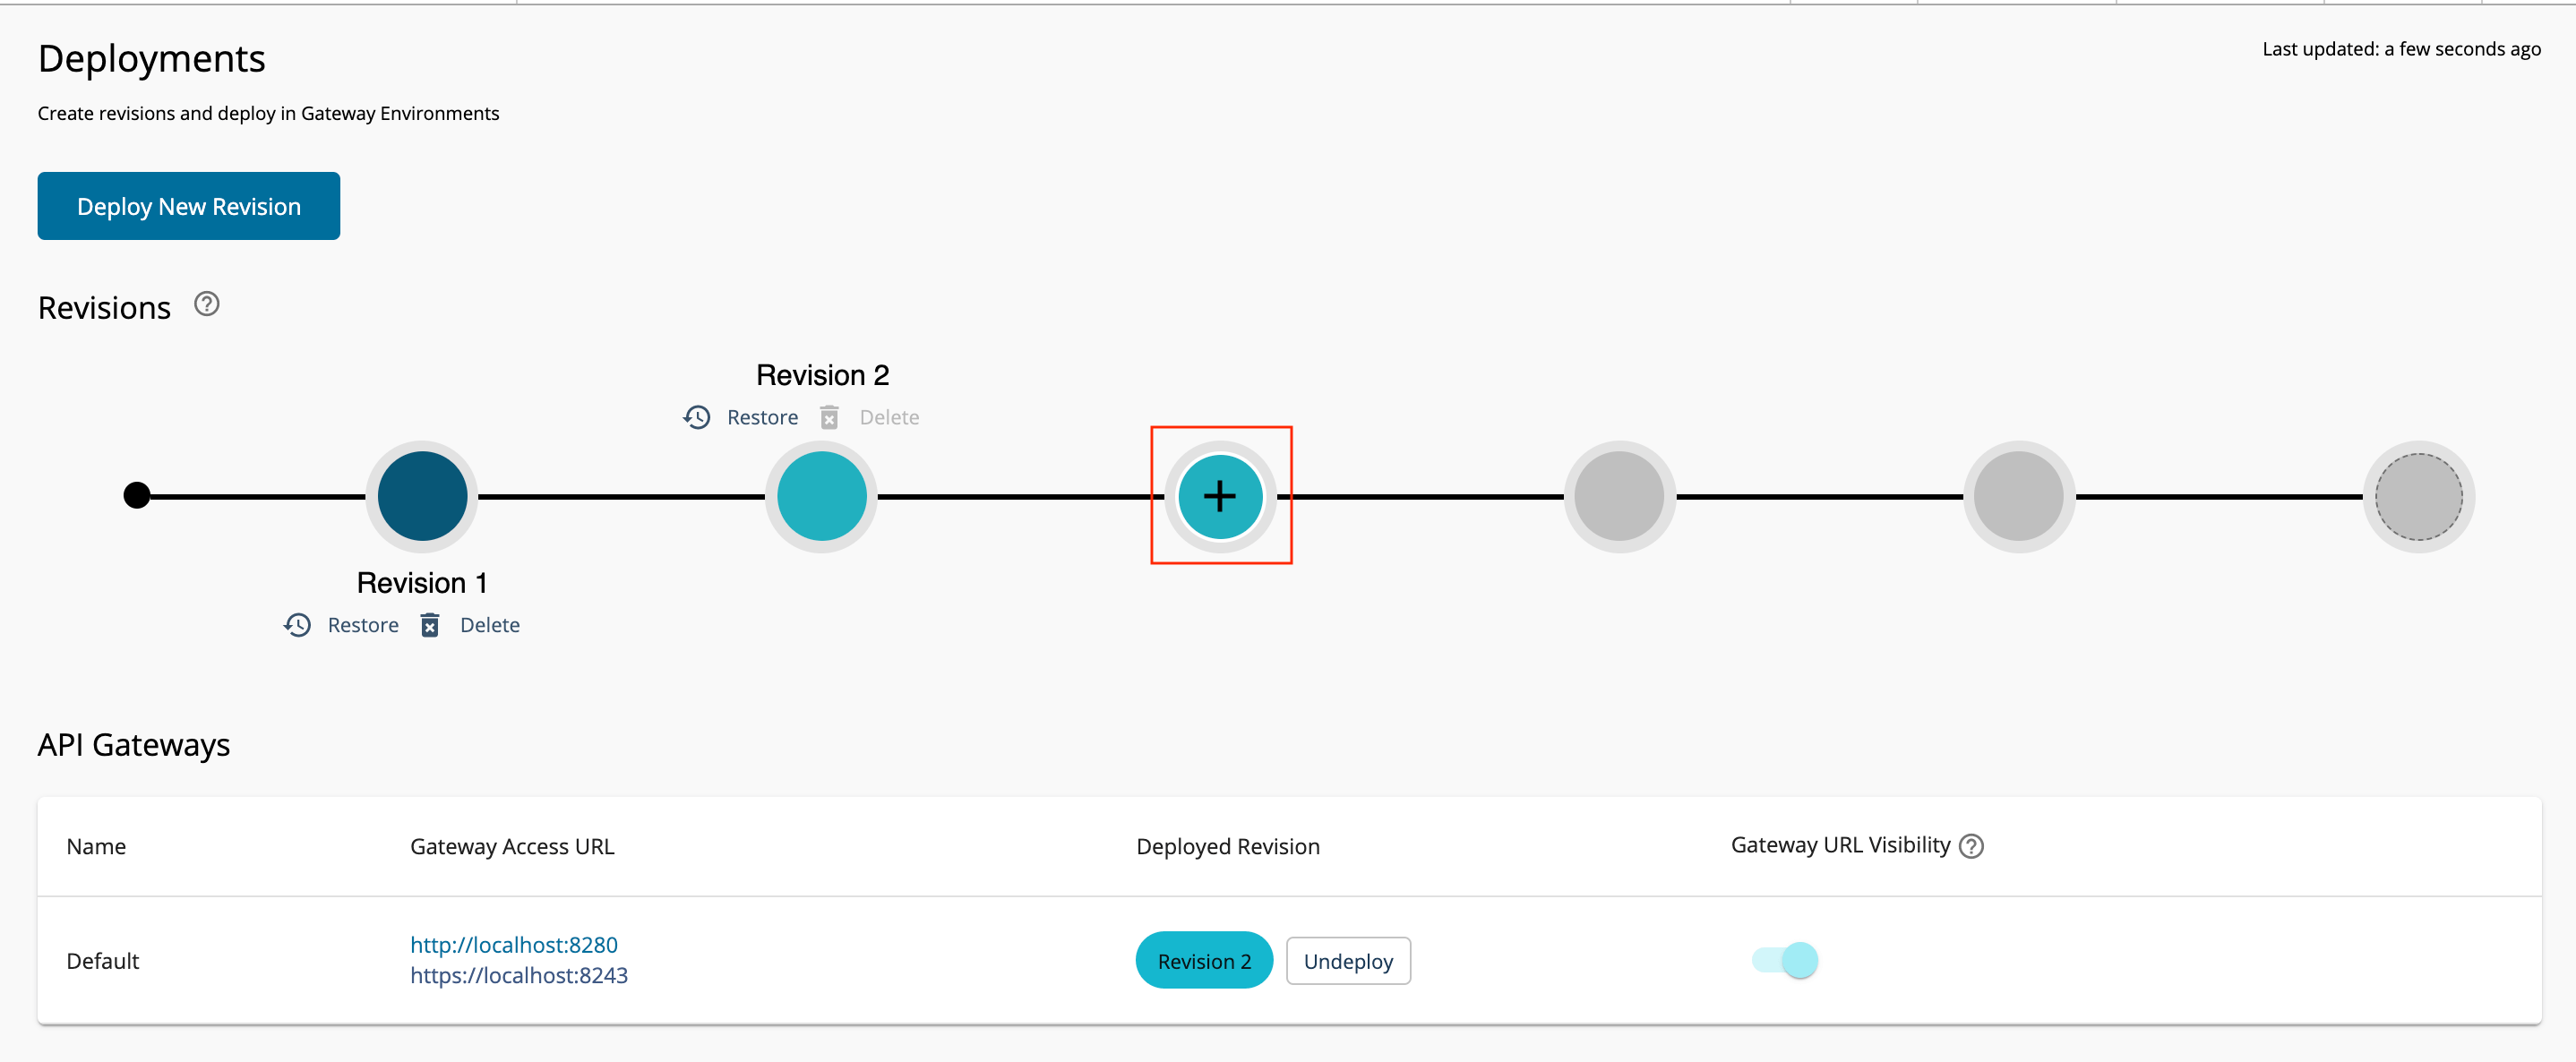 Deployments
Last updated: a few seconds ago
Create revisions and deploy in Gateway Environments
Deploy New Revision
Revisions
Revision 2
Restore Delete
Revision 1
Restore Delete
API Gateways
Name Gateway Access URL Deployed Revision Gateway URL Visibility
Default http://localhost:8280 Revision 2 Undeploy
https://localhost:8243